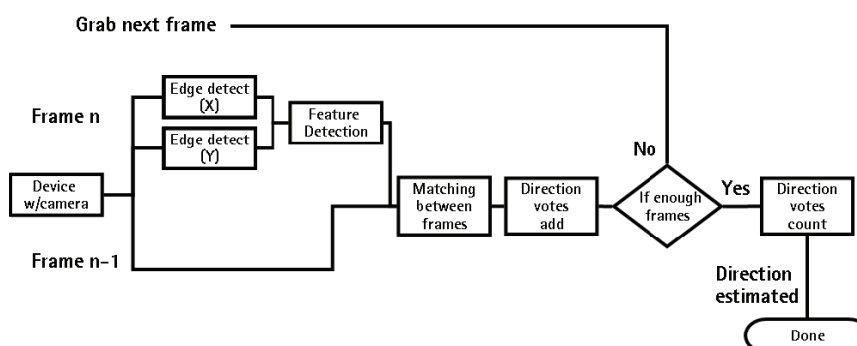 Grab next frame
Frame n
Edge detect
(X)
Edge detect
(Y)
Feature
Detection
Device
w/camera
Frame n-1
Matching
between
frames
Direction
votes
add
No
If enough
frames
Yes
Direction
votes
count
Direction
estimated
Done